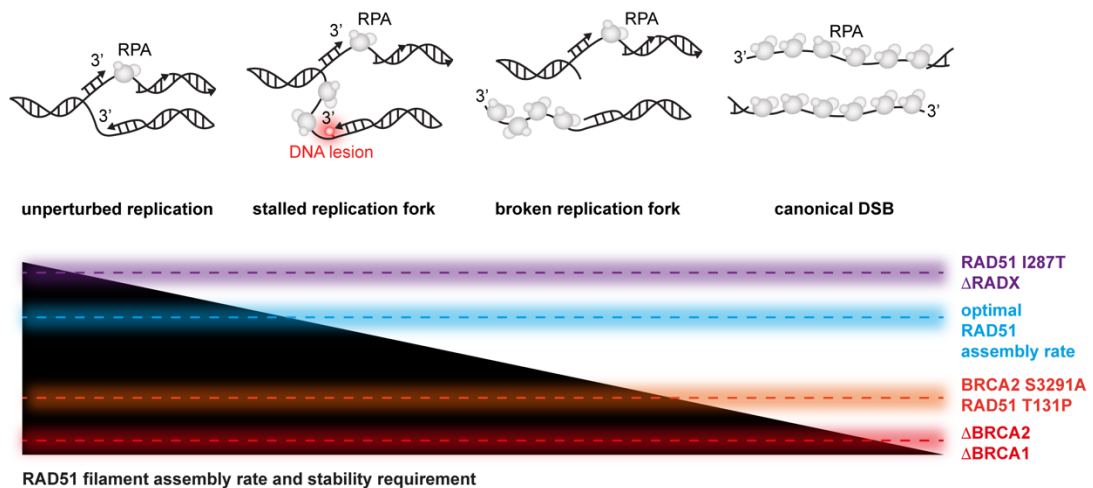 RPA
3’
3’
RPA
3’
3’
DNA lesion
RPA
3’
3’
RPA
3’
3’
unperturbed replication
stalled replication fork
broken replication fork
canonical DSB
RAD51 I287T
ΔRADX
optimal
RAD51
assembly rate
BRCA2 S3291A
RAD51 T131P
ΔBRCA2
ΔBRCA1
RAD51 filament assembly rate and stability requirement